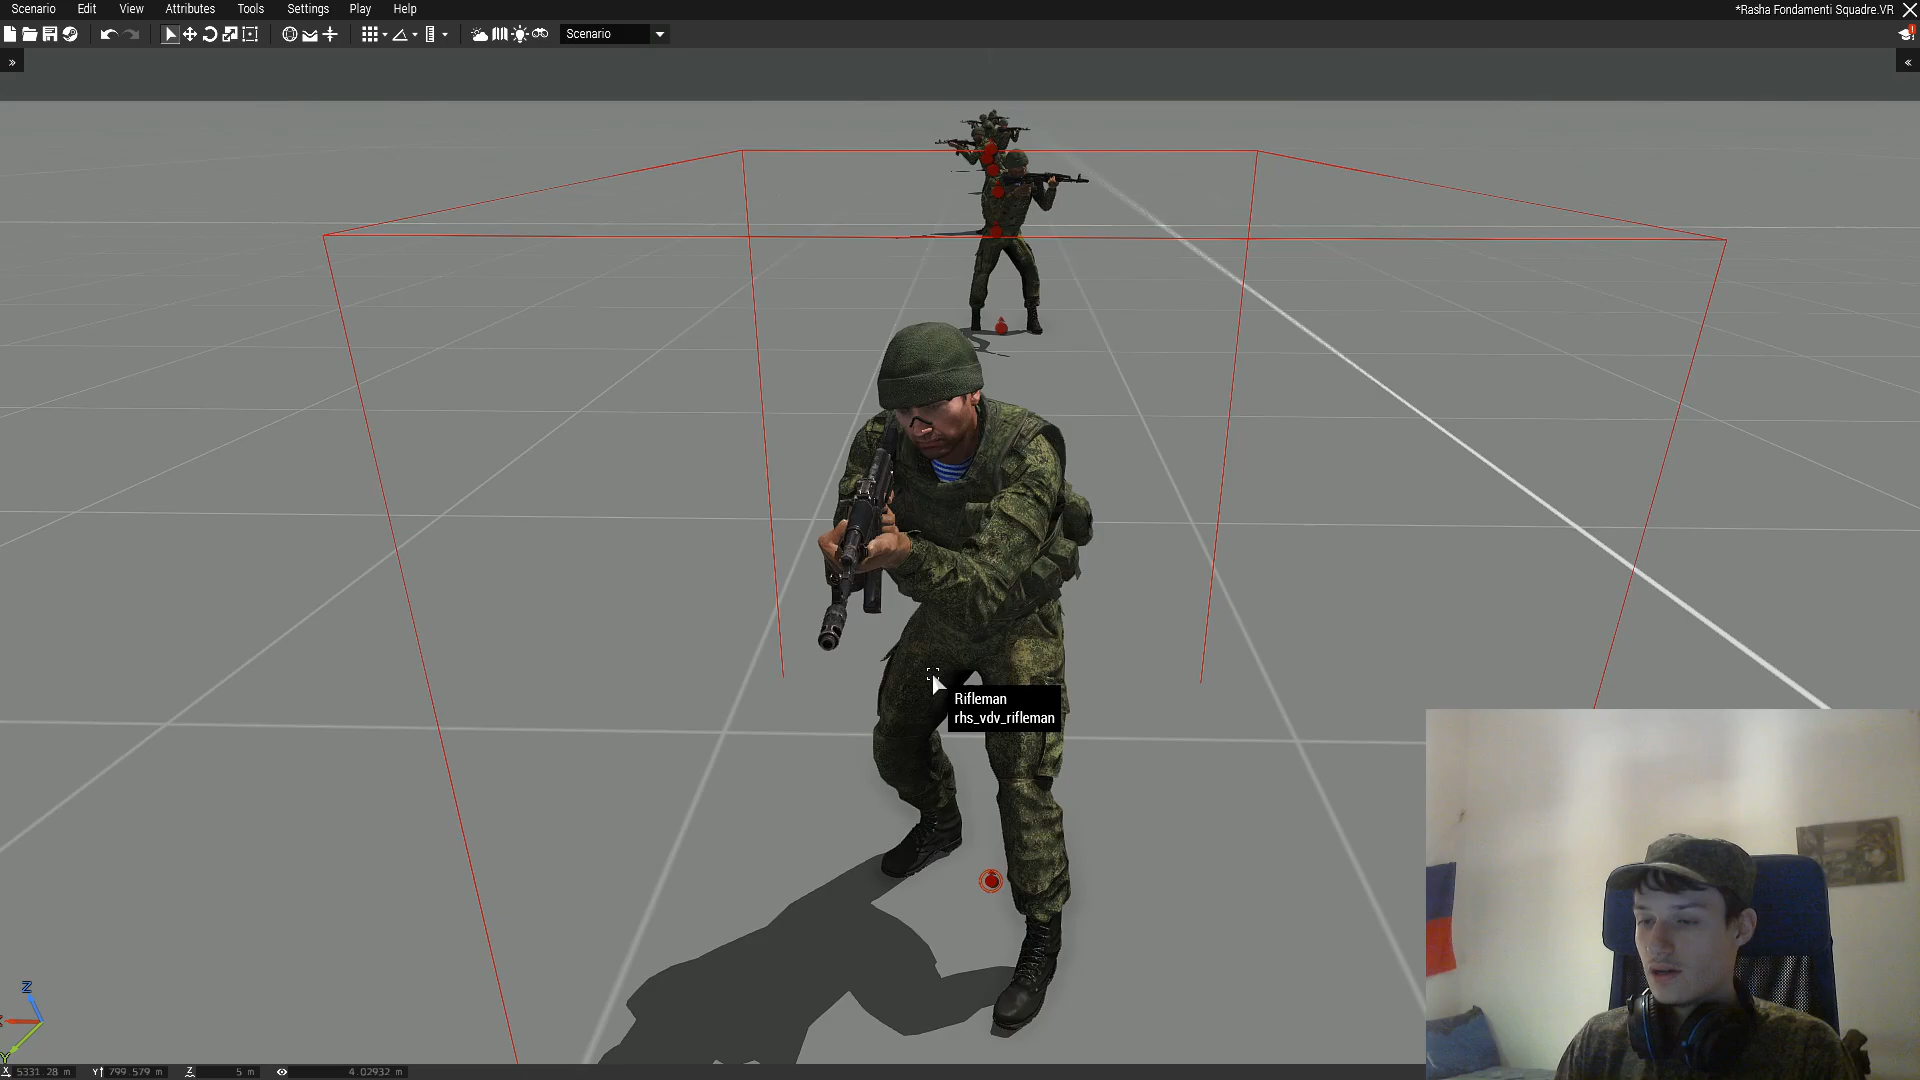 Scenario Edit View Attributes Tools Settings Play Help
*Rasha Fondamenti Squadre.VR
Scenario
Rifleman
rhs_vdv_rifleman
Z
X
Y
X 5331.28 m Y 799.579 m Z 5 m 4.02932 m